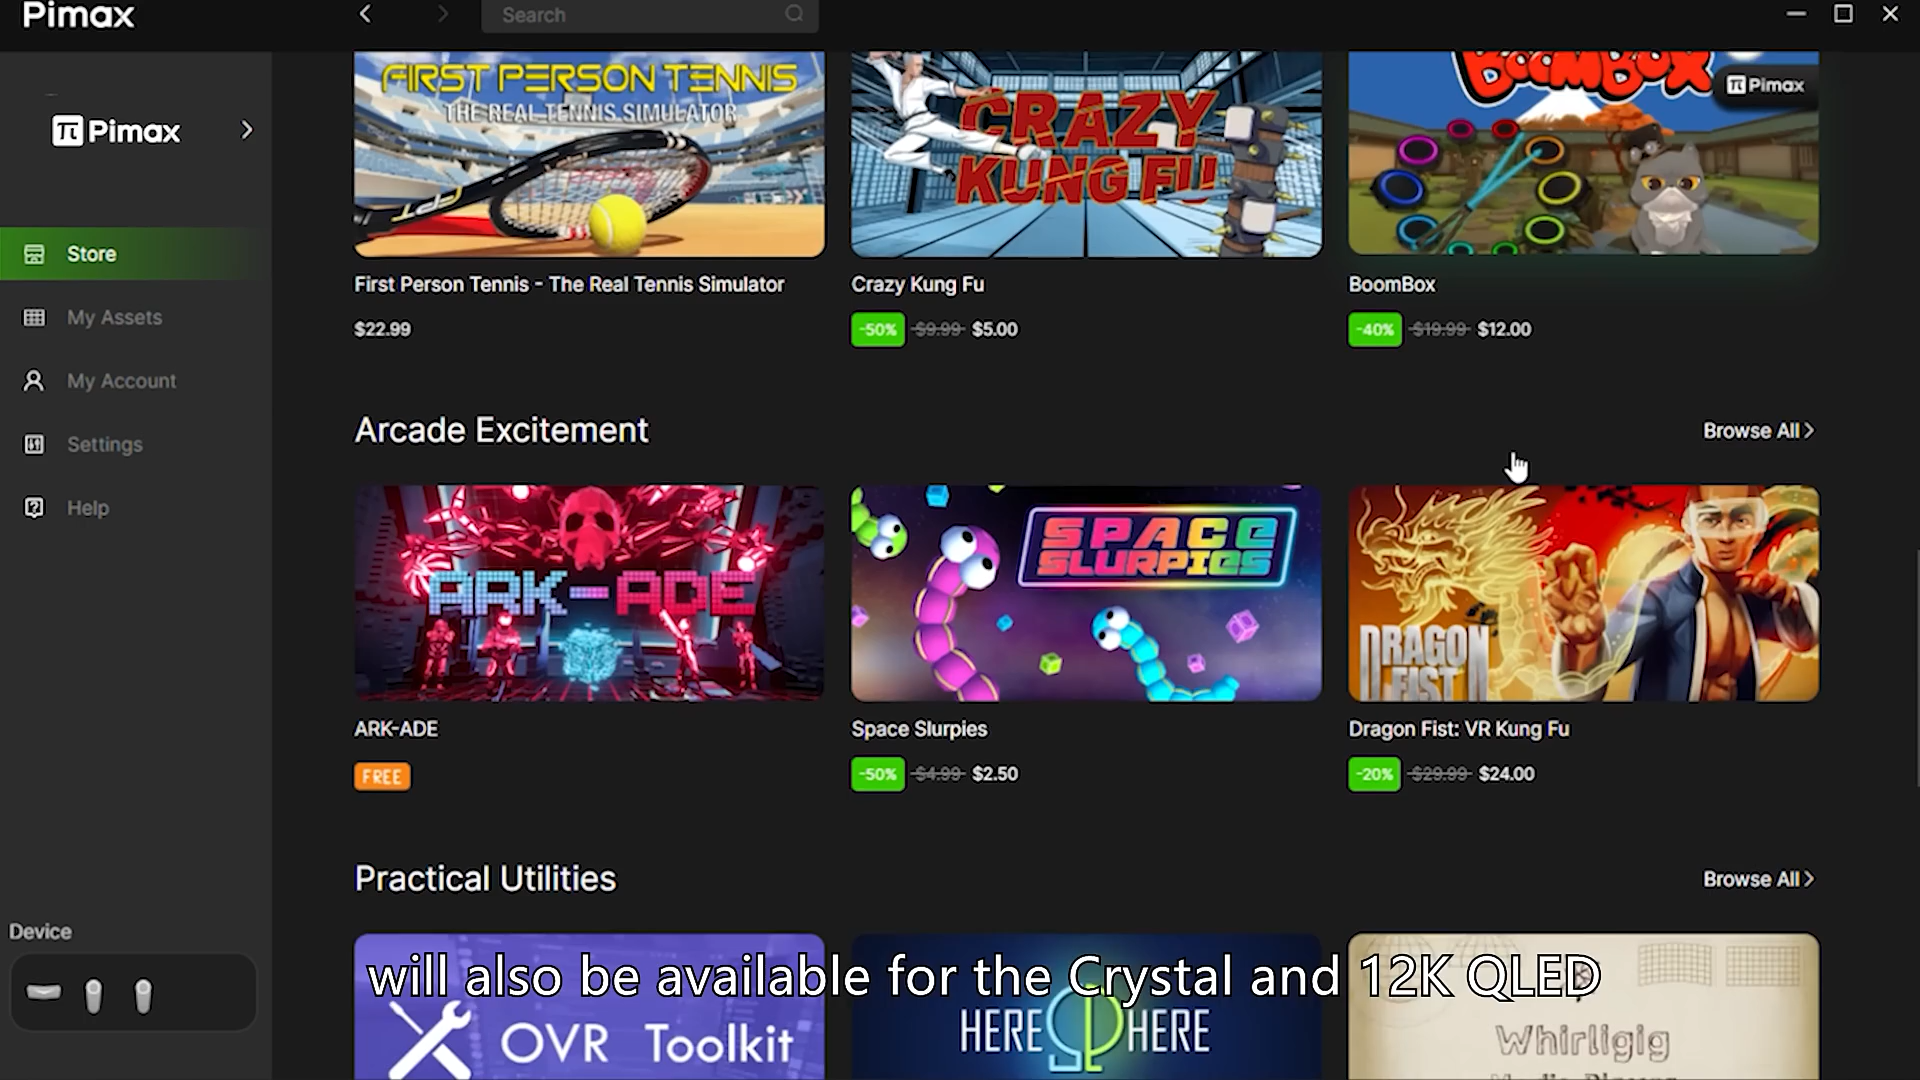 Pimax
Search
Pimax
Store
My Assets
My Account
Settings
Help
Device
FIRST PERSON TENNIS
THE REAL TENNIS SIMULATOR
FPT
First Person Tennis - The Real Tennis Simulator
$22.99
CRAZY
KUNG FU
Crazy Kung Fu
-50% $9.99 $5.00
BOOMBOX
Pimax
BoomBox
-40% $19.99 $12.00
Arcade Excitement
Browse All
ARK-ADE
ARK-ADE
FREE
SPACE
SLURPIES
Space Slurpies
-50% $4.99 $2.50
DRAGON
FIST
Dragon Fist: VR Kung Fu
-20% $29.99 $24.00
Practical Utilities
Browse All
will also be available for the Crystal and 12K QLED
OVR Toolkit
HERE SPHERE
Whirligig